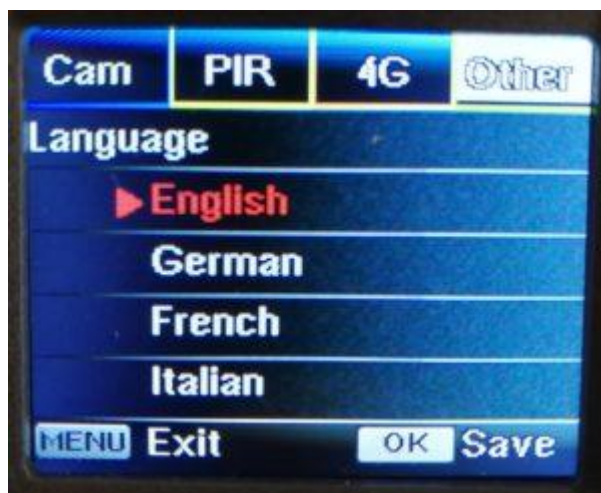 Cam PIR 4G Other
Language
English
German
French
Italian
MENU Exit OK Save